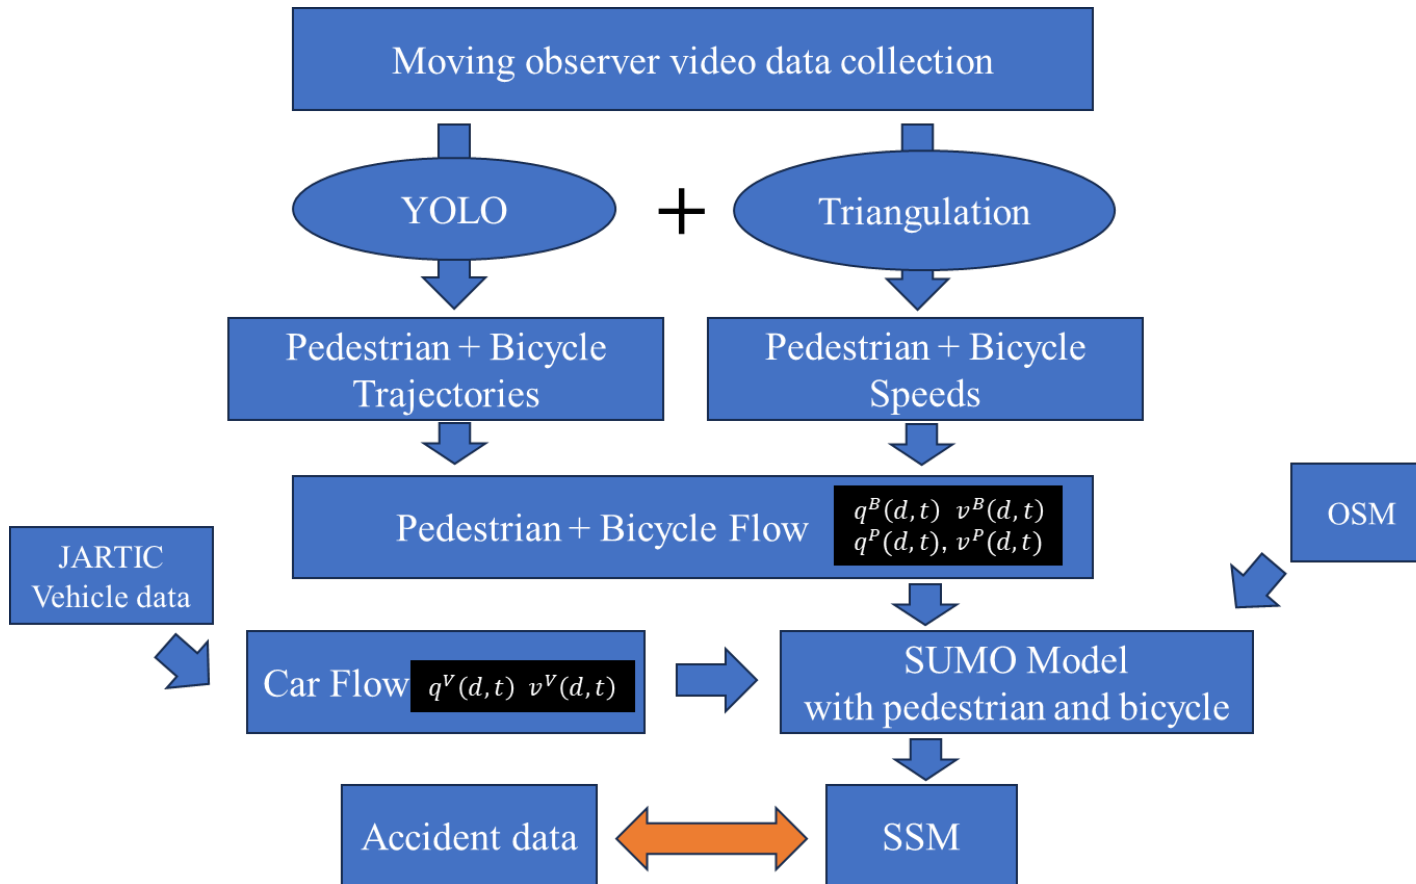 Moving observer video data collection
YOLO
+
Triangulation
Pedestrian + Bicycle
Trajectories
Pedestrian + Bicycle
Speeds
Pedestrian + Bicycle Flow
q^B(d,t) v^B(d,t)
q^P(d,t), v^P(d,t)
OSM
JARTIC
Vehicle data
Car Flow
q^V(d,t) v^V(d,t)
SUMO Model
with pedestrian and bicycle
Accident data
SSM